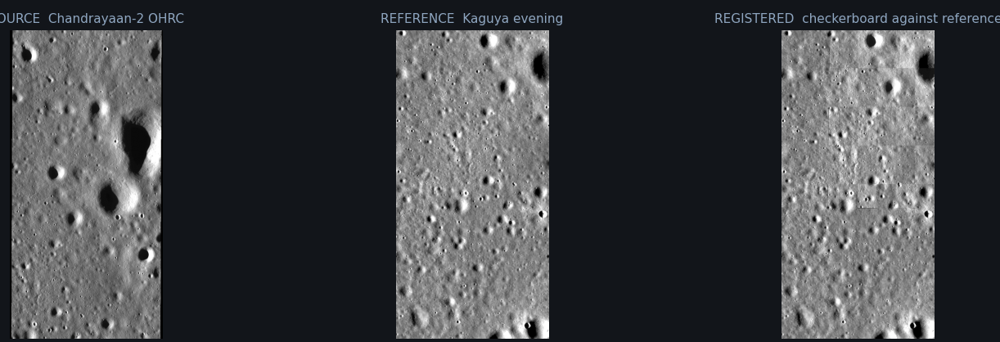 OURCE Chandrayaan-2 OHRC
REFERENCE Kaguya evening
REGISTERED checkerboard against reference